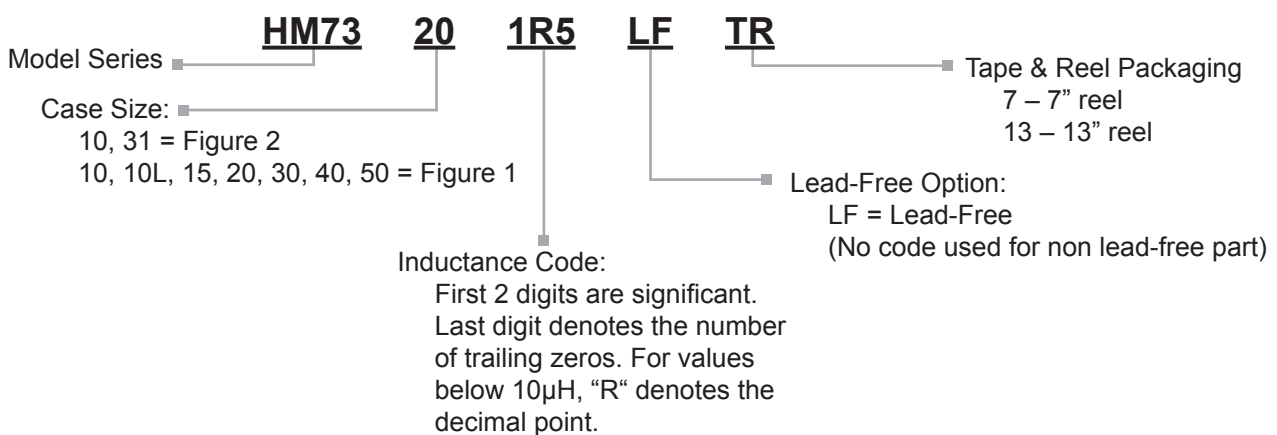 HM73 20 1R5 LF TR
Model Series
Case Size:
10, 31 = Figure 2
10, 10L, 15, 20, 30, 40, 50 = Figure 1
Inductance Code:
First 2 digits are significant.
Last digit denotes the number
of trailing zeros. For values
below 10µH, “R“ denotes the
decimal point.
Lead-Free Option:
LF = Lead-Free
(No code used for non lead-free part)
Tape & Reel Packaging
7 – 7” reel
13 – 13” reel